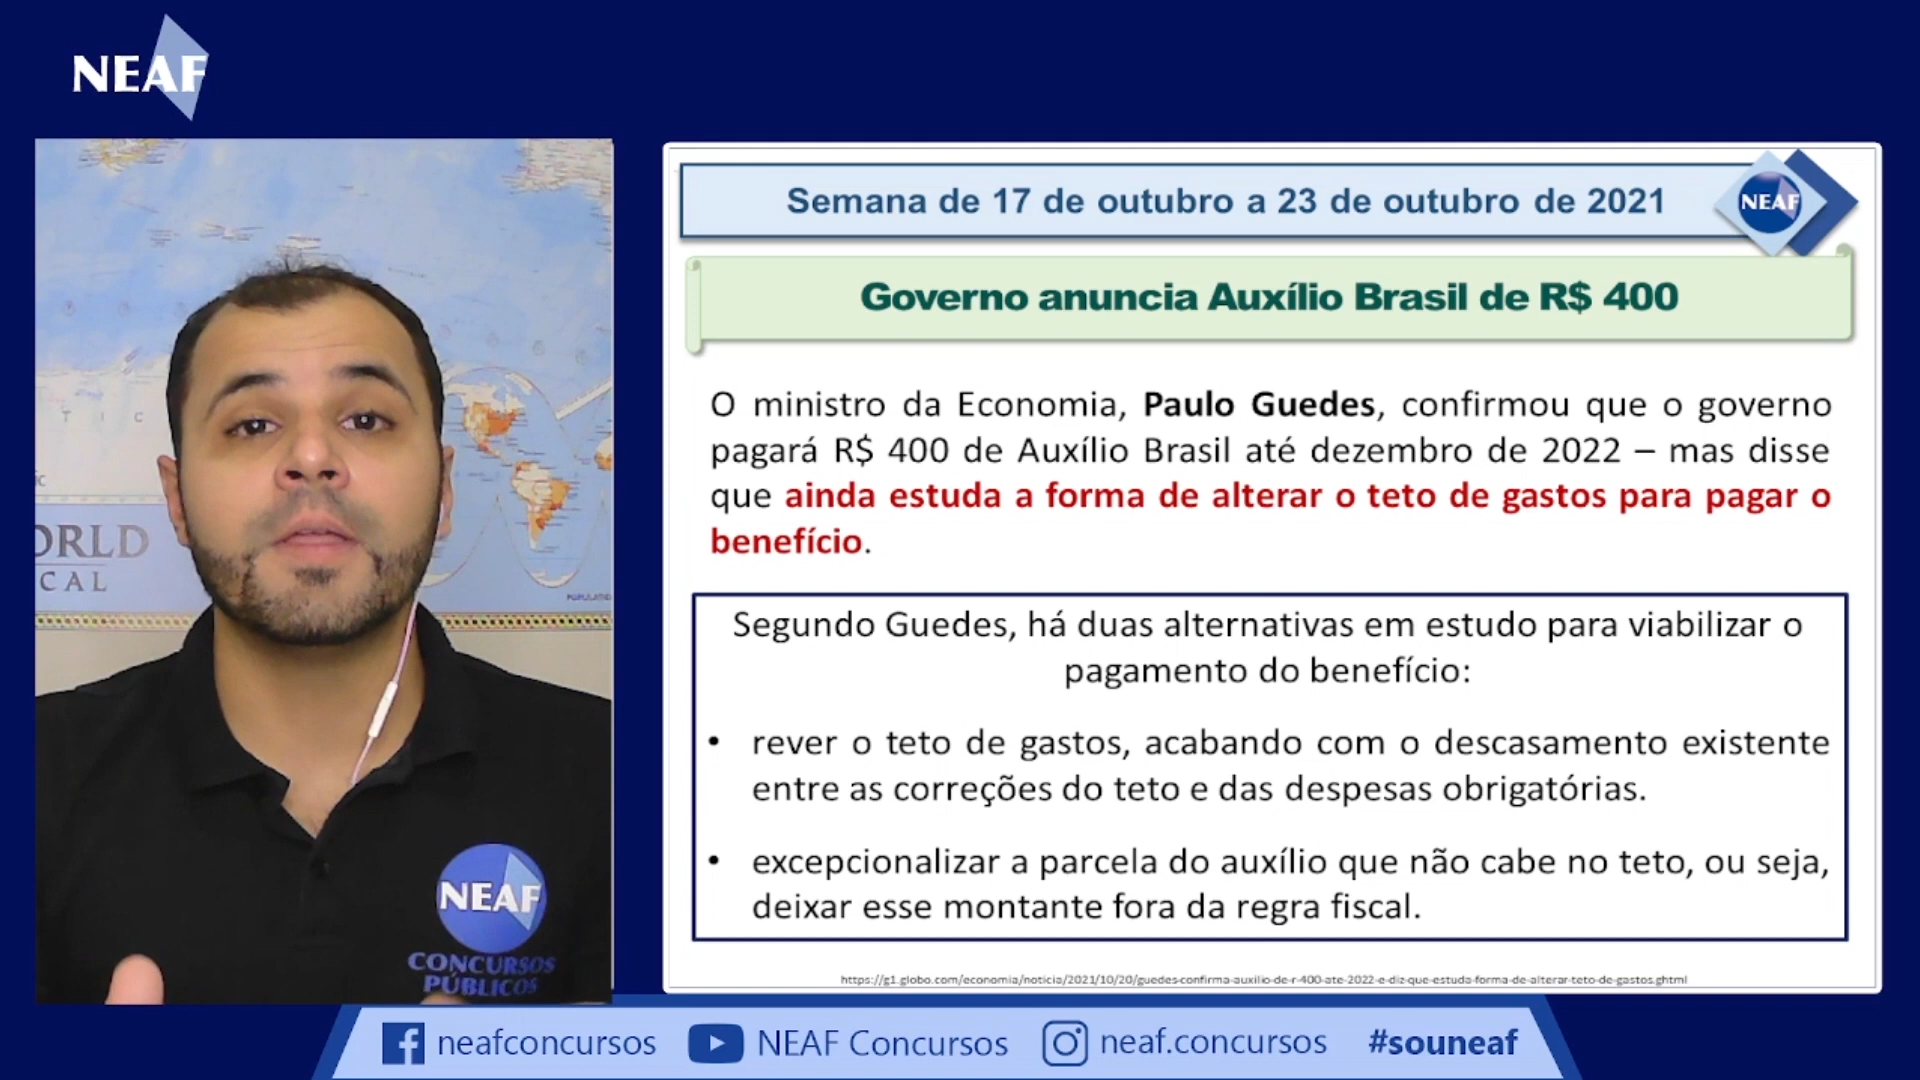 NEAF
Semana de 17 de outubro a 23 de outubro de 2021
NEAF
Governo anuncia Auxílio Brasil de R$ 400
O ministro da Economia, Paulo Guedes, confirmou que o governo
pagará R$ 400 de Auxílio Brasil até dezembro de 2022 – mas disse
que ainda estuda a forma de alterar o teto de gastos para pagar o
benefício.
Segundo Guedes, há duas alternativas em estudo para viabilizar o
pagamento do benefício:
• rever o teto de gastos, acabando com o descasamento existente
entre as correções do teto e das despesas obrigatórias.
• excepcionalizar a parcela do auxílio que não cabe no teto, ou seja,
deixar esse montante fora da regra fiscal.
https://g1.globo.com/economia/noticia/2021/10/20/guedes-confirma-auxilio-de-r-400-ate-2022-e-diz-que-estuda-forma-de-alterar-teto-de-gastos.ghtml
T I C
ORLD
CAL
NEAF
CONCURSOS
PÚBLICOS
neafconcursos
NEAF Concursos
neaf.concursos
#souneaf